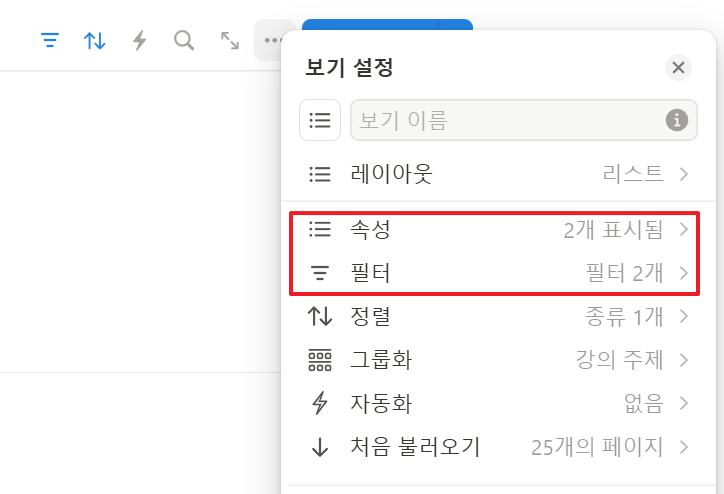 보기 설정
보기 이름
레이아웃 리스트
속성 2개 표시됨
필터 필터 2개
정렬 종류 1개
그룹화 강의 주제
자동화 없음
처음 불러오기 25개의 페이지